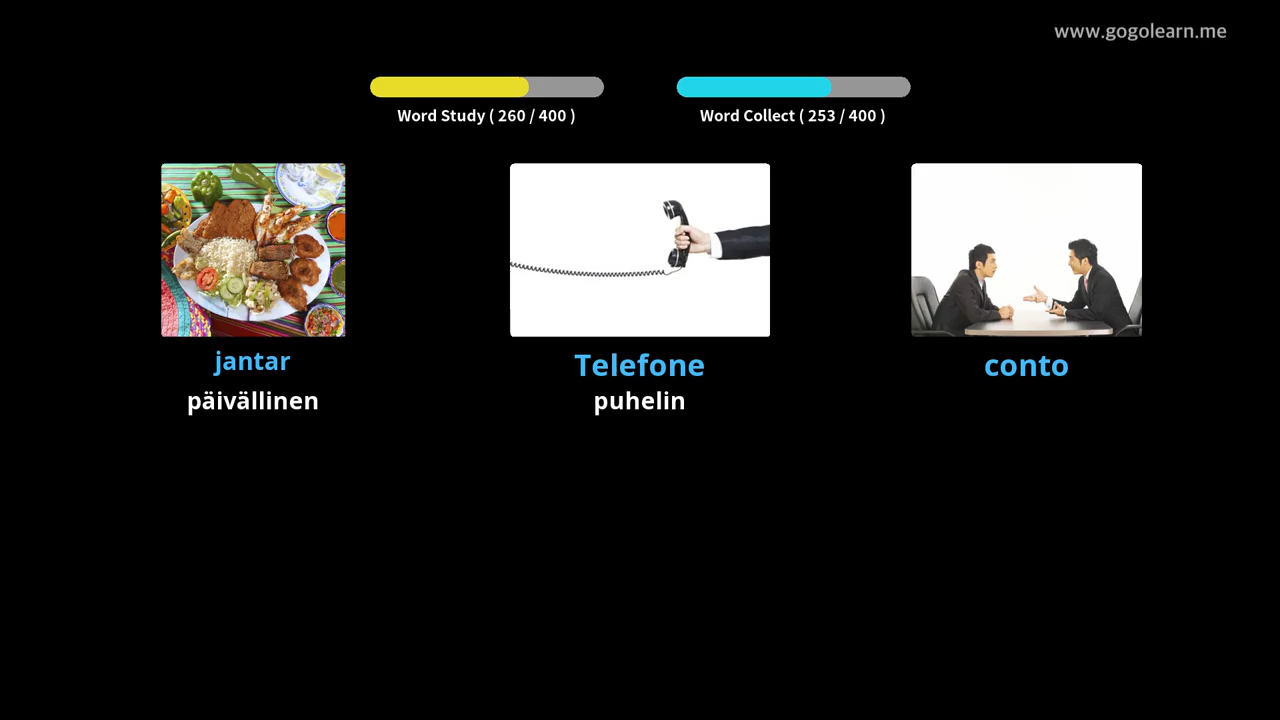 www.gogolearn.me
Word Study ( 260 / 400 )
Word Collect ( 253 / 400 )
jantar
Telefone
conto
päivällinen
puhelin